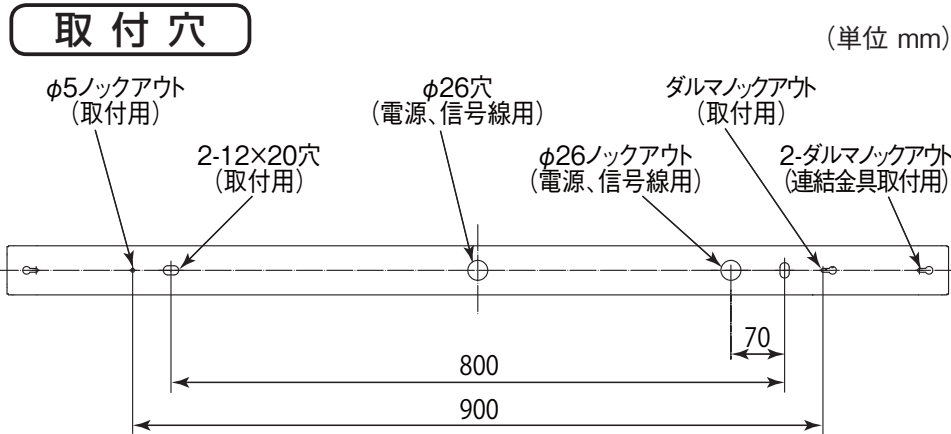 取付穴
(単位 mm)
φ5ノックアウト
(取付用)
φ26穴
(電源、信号線用)
ダルマノックアウト
(取付用)
2-12×20穴
(取付用)
φ26ノックアウト
(電源、信号線用)
2-ダルマノックアウト
(連結金具取付用)
70
800
900